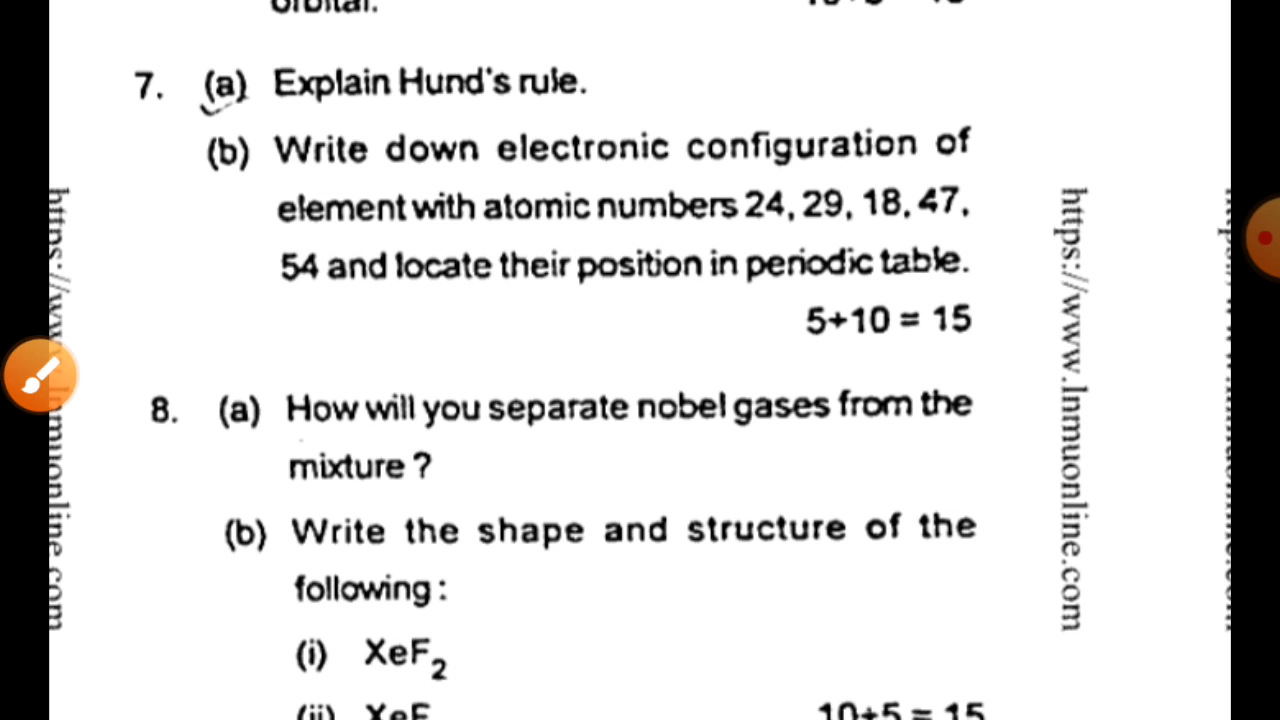 orbital.
7. (a) Explain Hund's rule.
(b) Write down electronic configuration of
element with atomic numbers 24, 29, 18, 47,
54 and locate their position in periodic table.
5+10 = 15
8. (a) How will you separate nobel gases from the
mixture ?
(b) Write the shape and structure of the
following :
(i) XeF2
(ii) XeF
10+5 = 15
https://www.lnmuonline.com
https://www.lnmuonline.com